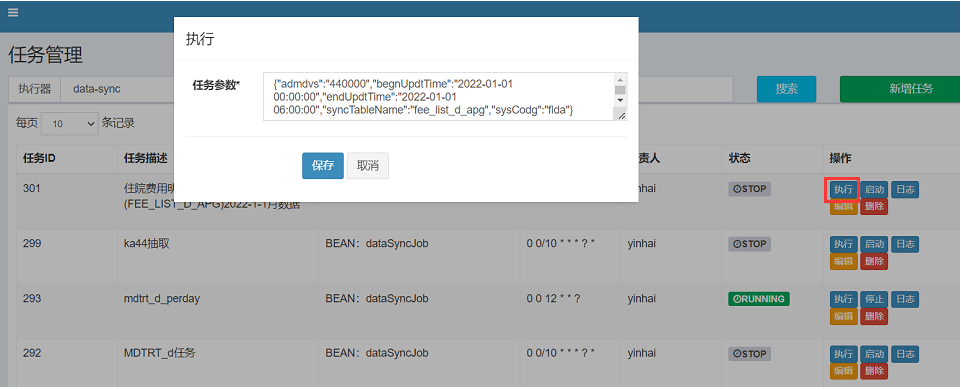 执行
任务管理
任务参数*
{"admdvs":"440000","begnUpdtTime":"2022-01-01
00:00:00","endUpdtTime":"2022-01-01
06:00:00","syncTableName":"fee_list_d_apg","sysCodg":"flda"}
执行器 data-sync 搜索 新增任务
每页 10 条记录
保存 取消
任务ID 任务描述 责人 状态 操作
301 住院费用明 inhai STOP 执行 启动 日志
(FEE_LIST_D_APG)2022-1-1月数据 编辑 删除
299 ka44抽取 BEAN：dataSyncJob 0 0/10 * * * ? * yinhai STOP 执行 启动 日志
编辑 删除
293 mdtrt_d_perday BEAN：dataSyncJob 0 0 12 * * ? yinhai RUNNING 执行 停止 日志
编辑 删除
292 MDTRT_d任务 BEAN：dataSyncJob 0 0/10 * * * ? * yinhai STOP 执行 启动 日志
编辑 删除